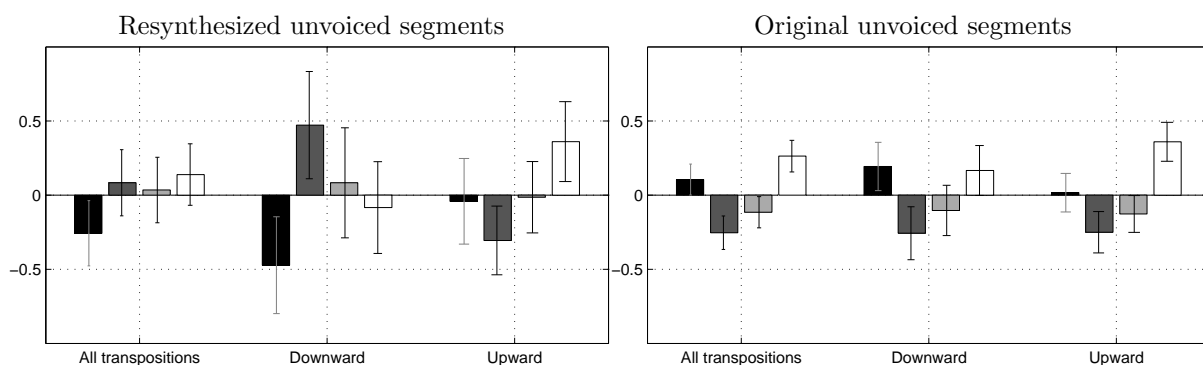 Resynthesized unvoiced segments
0.5
0
−0.5
All transpositions Downward Upward
Original unvoiced segments
0.5
0
−0.5
All transpositions Downward Upward